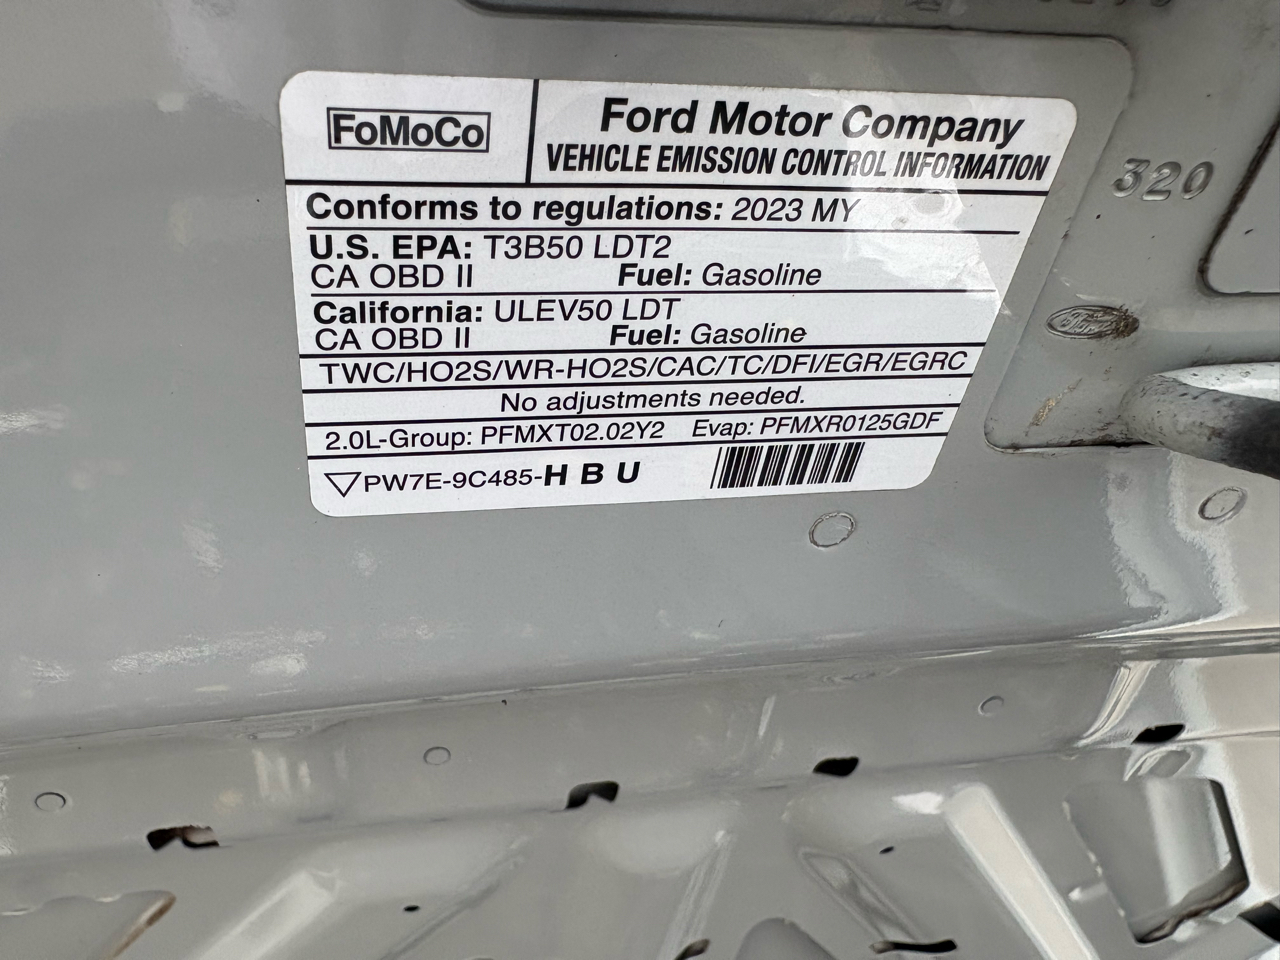 FoMoCo
Ford Motor Company
VEHICLE EMISSION CONTROL INFORMATION
Conforms to regulations: 2023 MY
U.S. EPA: T3B50 LDT2
CA OBD II Fuel: Gasoline
California: ULEV50 LDT
CA OBD II Fuel: Gasoline
TWC/HO2S/WR-HO2S/CAC/TC/DFI/EGR/EGRC
No adjustments needed.
2.0L-Group: PFMXT02.02Y2 Evap: PFMXR0125GDF
PW7E-9C485-H B U
320
Ford